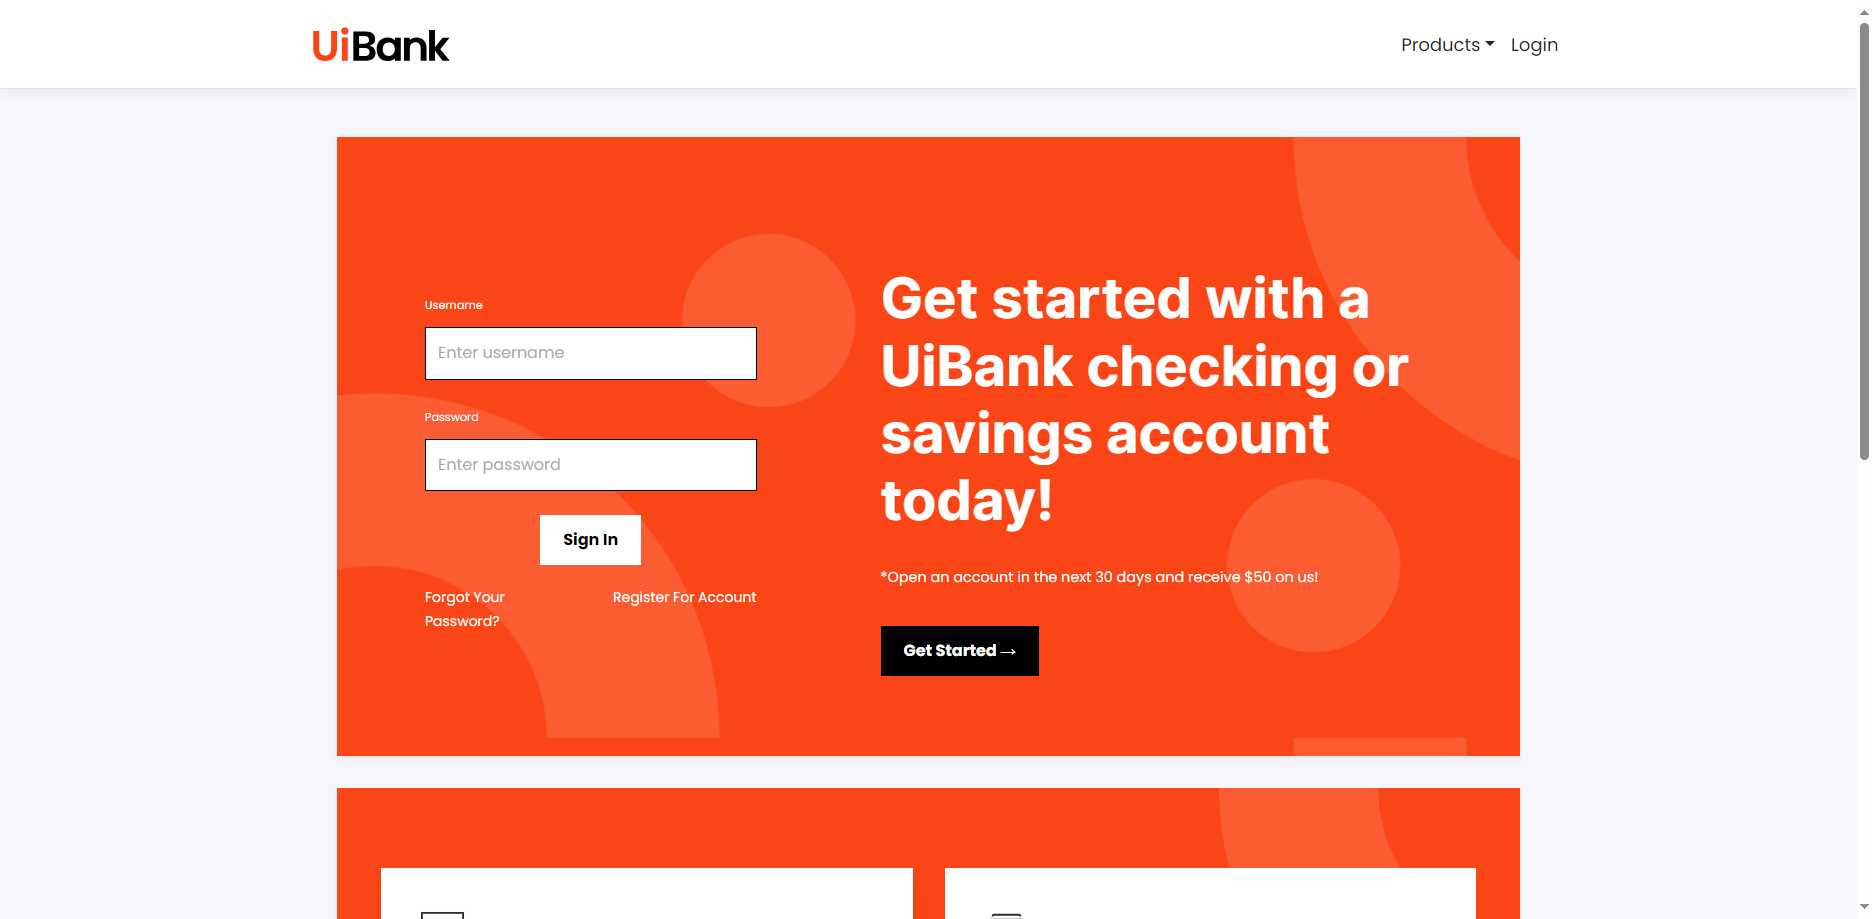 UiBank
Products
Login
Username
Enter username
Password
Enter password
Sign In
Forgot Your
Password?
Register For Account
Get started with a
UiBank checking or
savings account
today!
*Open an account in the next 30 days and receive $50 on us!
Get Started →